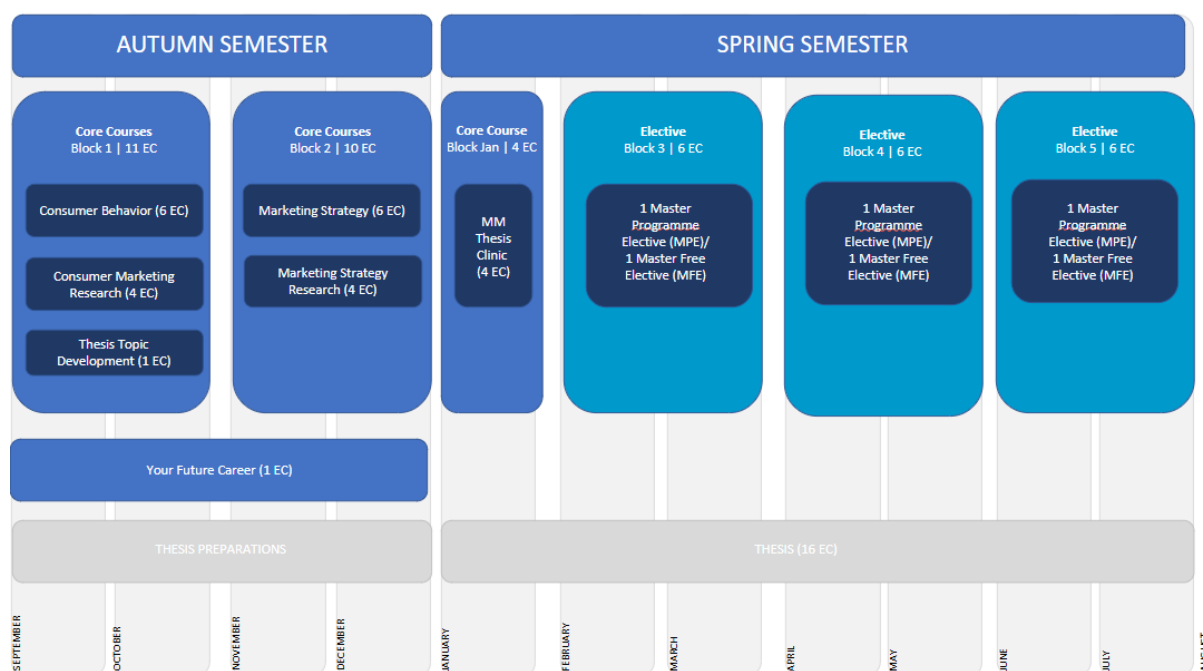 AUTUMN SEMESTER
SPRING SEMESTER
Core Courses
Block 1 | 11 EC
Consumer Behavior (6 EC)
Consumer Marketing
Research (4 EC)
Thesis Topic
Development (1 EC)
Core Courses
Block 2 | 10 EC
Marketing Strategy (6 EC)
Marketing Strategy
Research (4 EC)
Core Course
Block Jan | 4 EC
MM
Thesis
Clinic
(4 EC)
Elective
Block 3 | 6 EC
1 Master
Programme
Elective (MPE)/
1 Master Free
Elective (MFE)
Elective
Block 4 | 6 EC
1 Master
Programme
Elective (MPE)/
1 Master Free
Elective (MFE)
Elective
Block 5 | 6 EC
1 Master
Programme
Elective (MPE)/
1 Master Free
Elective (MFE)
Your Future Career (1 EC)
THESIS PREPARATIONS
THESIS (16 EC)
SEPTEMBER
OCTOBER
NOVEMBER
DECEMBER
JANUARY
FEBRUARY
MARCH
APRIL
MAY
JUNE
JULY